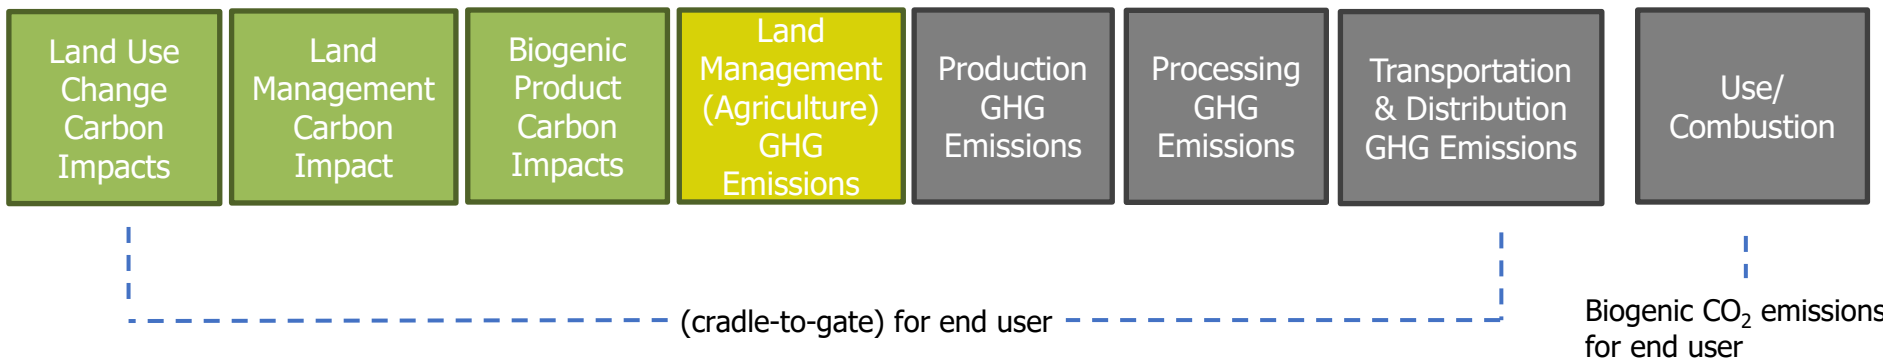 Land Use
Change
Carbon
Impacts
Land
Management
Carbon
Impact
Biogenic
Product
Carbon
Impacts
Land
Management
(Agriculture)
GHG
Emissions
Production
GHG
Emissions
Processing
GHG
Emissions
Transportation
& Distribution
GHG Emissions
Use/
Combustion
(cradle-to-gate) for end user
Biogenic CO₂ emissions
for end user